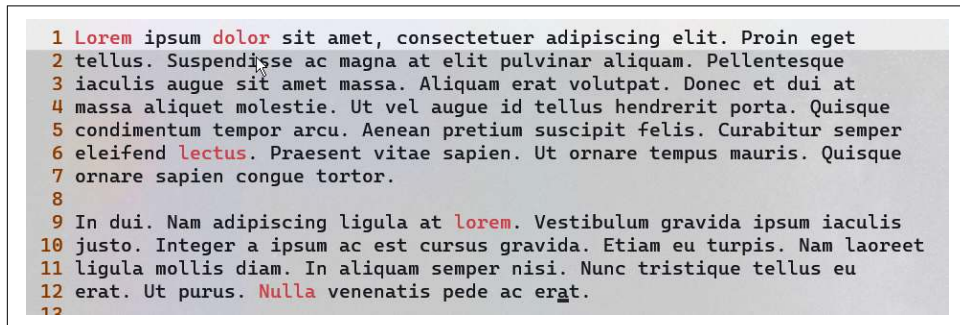 1 Lorem ipsum dolor sit amet, consectetuer adipiscing elit. Proin eget
2 tellus. Suspendisse ac magna at elit pulvinar aliquam. Pellentesque
3 iaculis augue sit amet massa. Aliquam erat volutpat. Donec et dui at
4 massa aliquet molestie. Ut vel augue id tellus hendrerit porta. Quisque
5 condimentum tempor arcu. Aenean pretium suscipit felis. Curabitur semper
6 eleifend lectus. Praesent vitae sapien. Ut ornare tempus mauris. Quisque
7 ornare sapien congue tortor.
8
9 In dui. Nam adipiscing ligula at lorem. Vestibulum gravida ipsum iaculis
10 justo. Integer a ipsum ac est cursus gravida. Etiam eu turpis. Nam laoreet
11 ligula mollis diam. In aliquam semper nisi. Nunc tristique tellus eu
12 erat. Ut purus. Nulla venenatis pede ac erat.
13